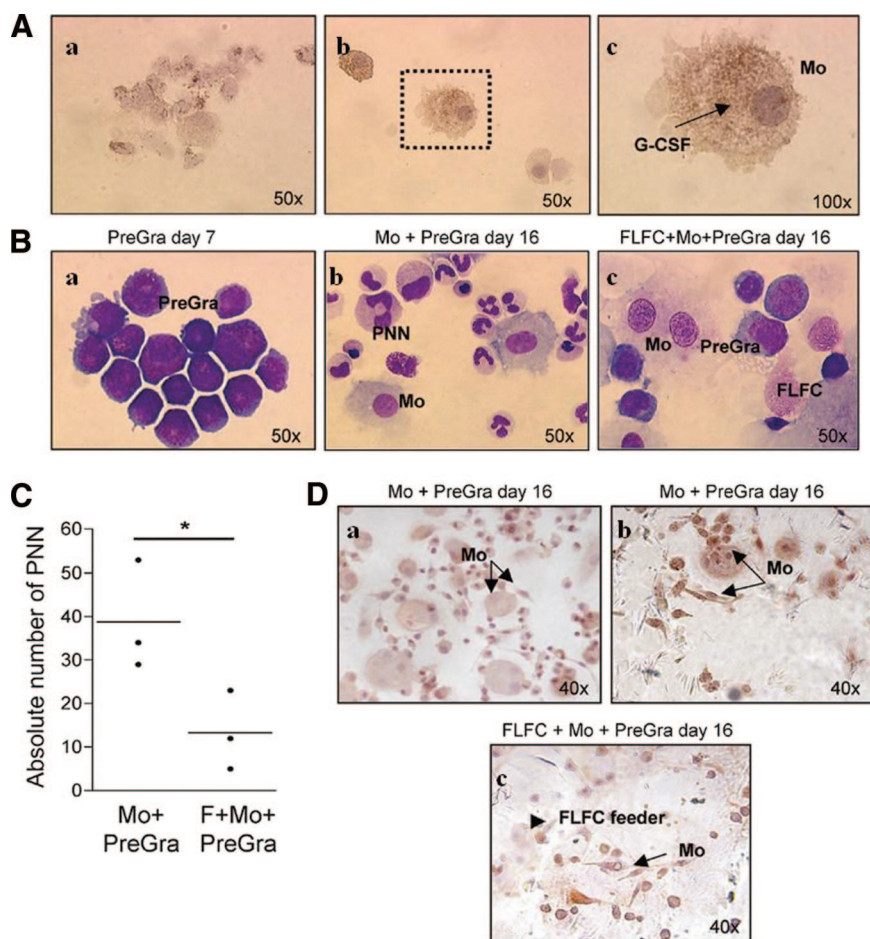 A
a
50x
b
50x
c
Mo
G-CSF
100x
B
PreGra day 7
a
PreGra
50x
Mo + PreGra day 16
b
PNN
Mo
50x
FLFC+Mo+PreGra day 16
c
Mo
PreGra
FLFC
50x
C
Absolute number of PNN
60
50
40
30
20
10
0
*
Mo+
PreGra
F+Mo+
PreGra
D
Mo + PreGra day 16
a
Mo
40x
Mo + PreGra day 16
b
Mo
40x
FLFC + Mo + PreGra day 16
c
FLFC feeder
Mo
40x